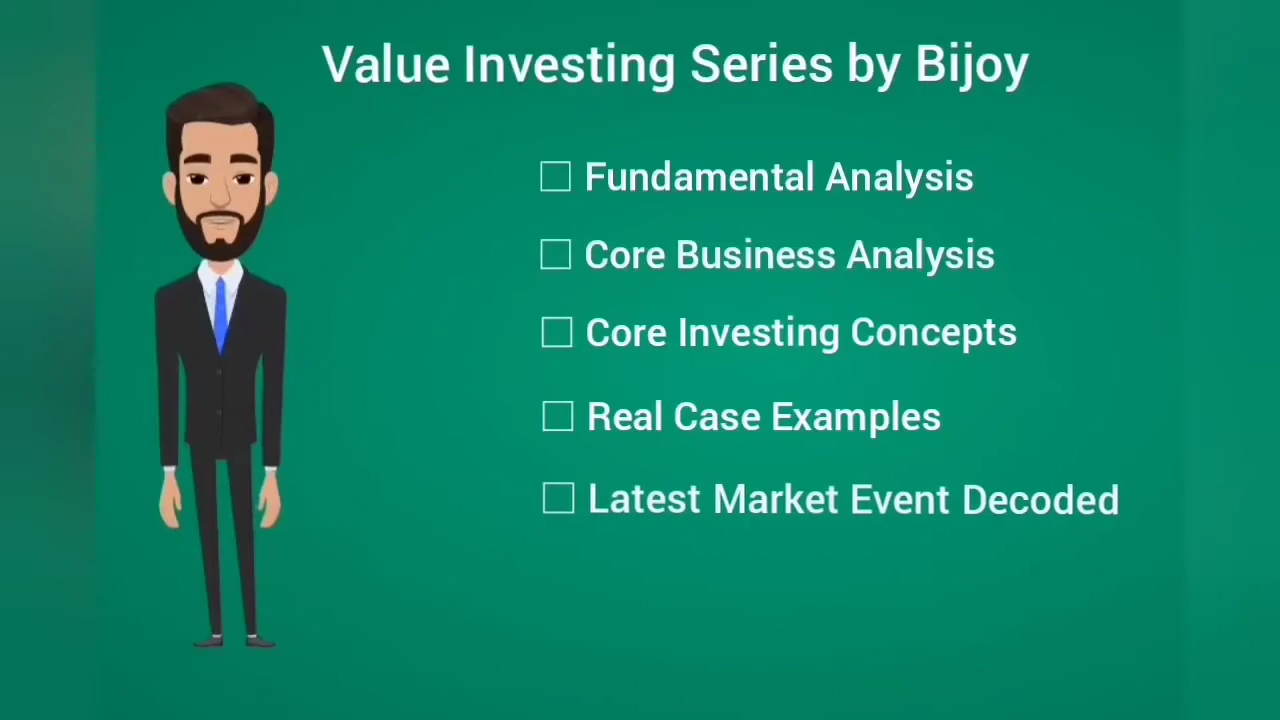 Value Investing Series by Bijoy
☐ Fundamental Analysis
☐ Core Business Analysis
☐ Core Investing Concepts
☐ Real Case Examples
☐ Latest Market Event Decoded